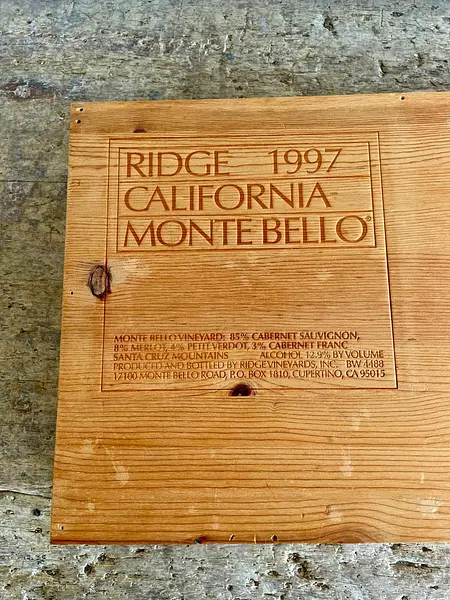 RIDGE 1997
CALIFORNIA
MONTE BELLO®
MONTE BELLO VINEYARD: 85% CABERNET SAUVIGNON,
8% MERLOT, 4% PETIT VERDOT, 3% CABERNET FRANC
SANTA CRUZ MOUNTAINS ALCOHOL 12.9% BY VOLUME
PRODUCED AND BOTTLED BY RIDGE VINEYARDS, INC. BW 4488
17100 MONTE BELLO ROAD, P.O. BOX 1810, CUPERTINO, CA 95015